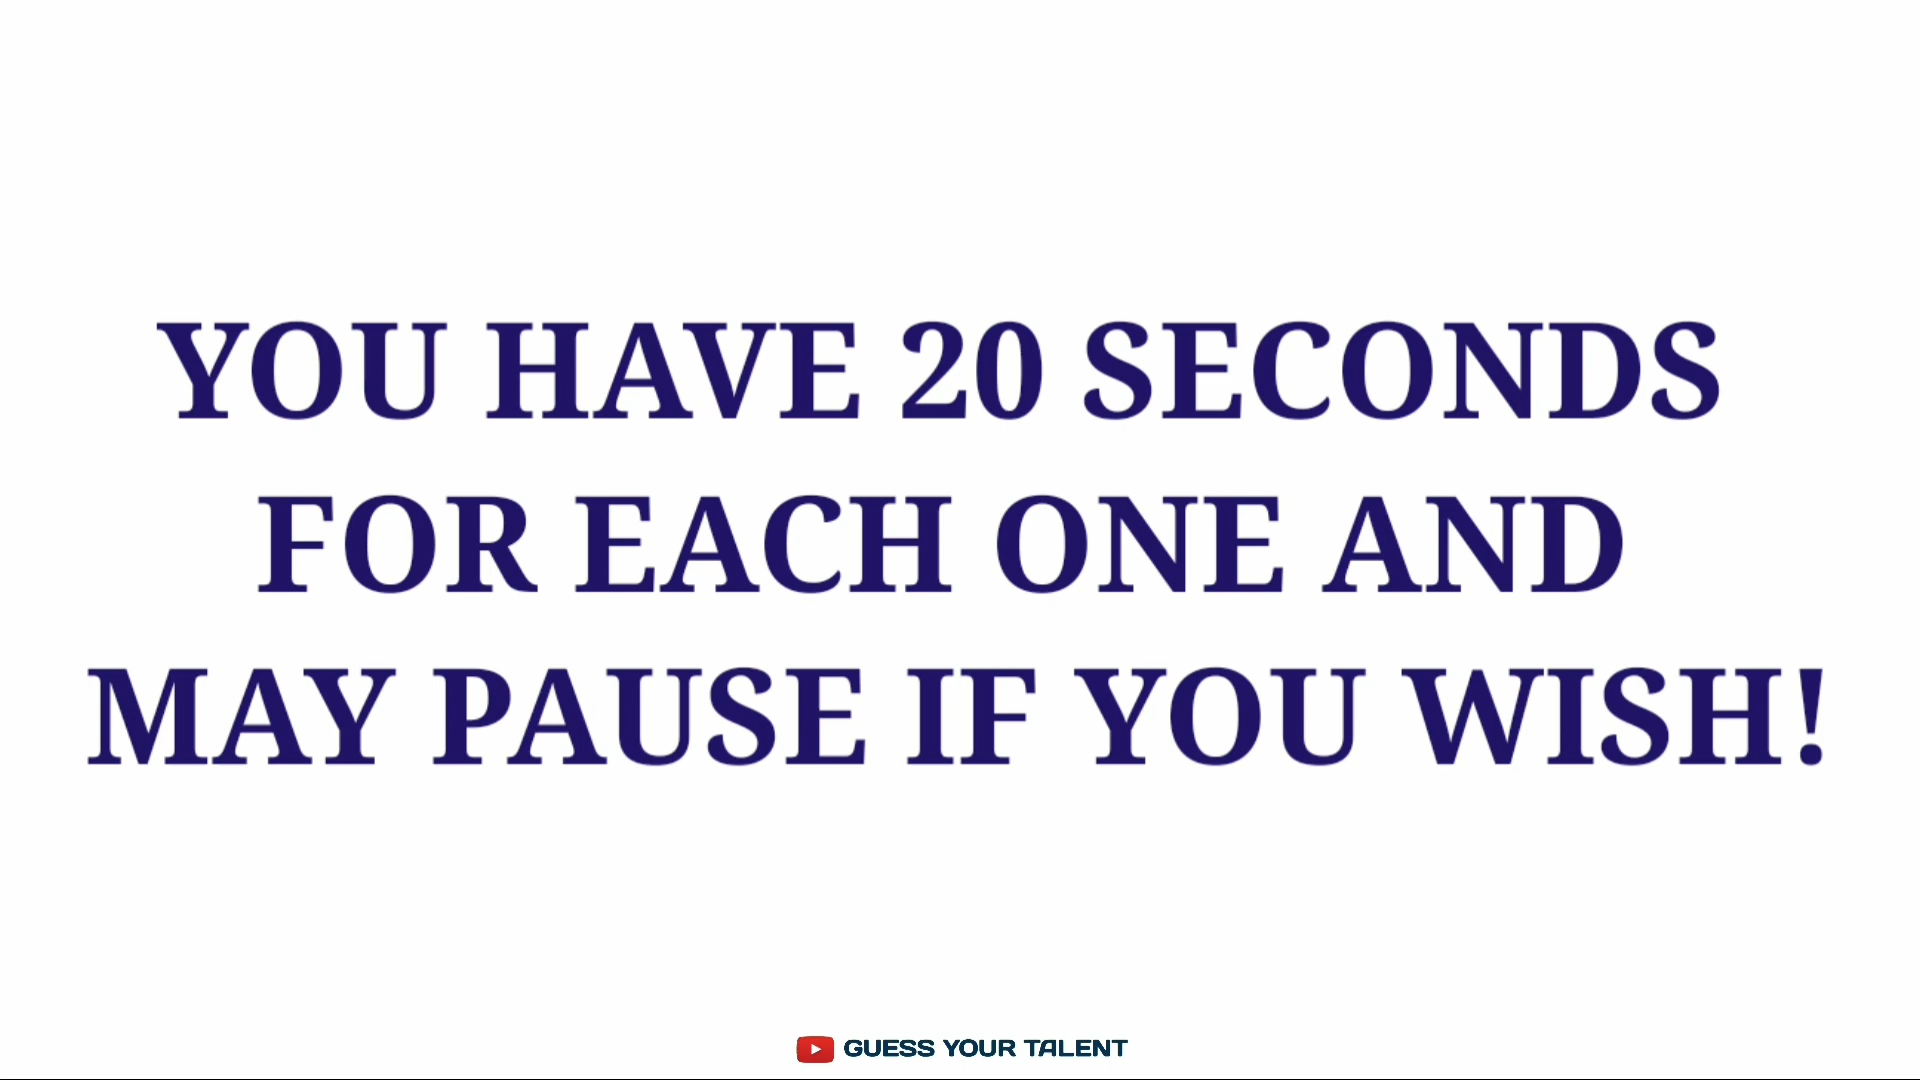 YOU HAVE 20 SECONDS
FOR EACH ONE AND
MAY PAUSE IF YOU WISH!
GUESS YOUR TALENT